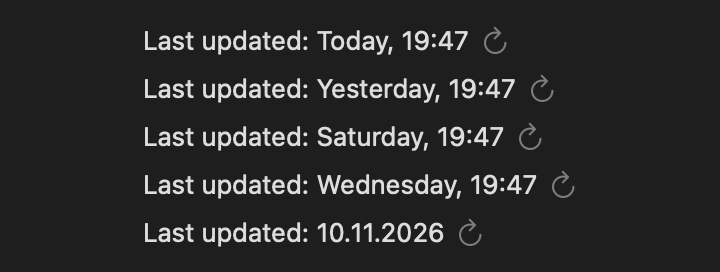 Last updated: Today, 19:47
Last updated: Yesterday, 19:47
Last updated: Saturday, 19:47
Last updated: Wednesday, 19:47
Last updated: 10.11.2026